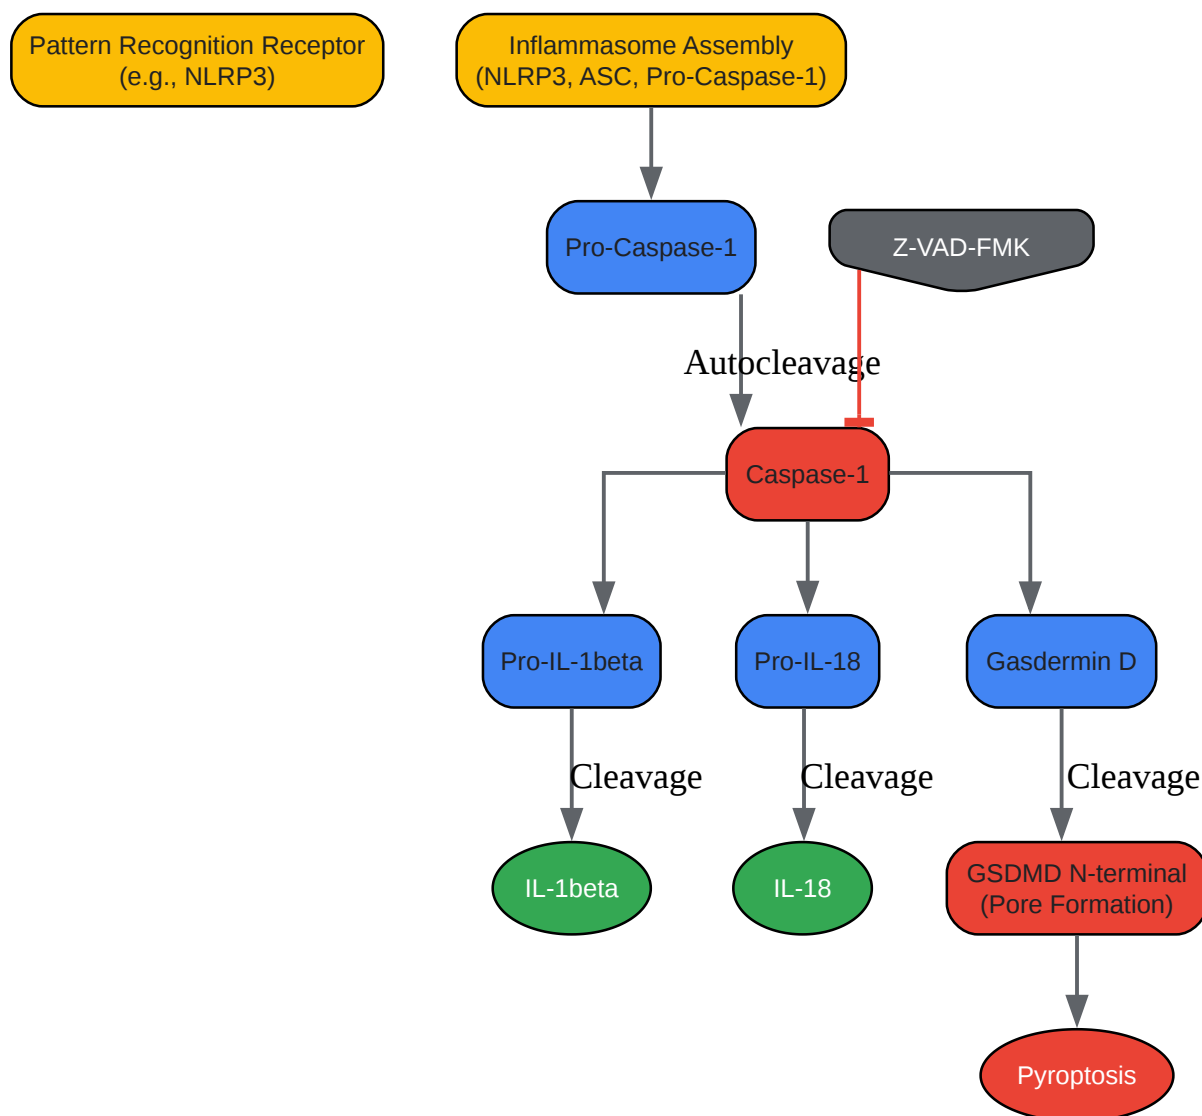 Pattern Recognition Receptor
(e.g., NLRP3)
Inflammasome Assembly
(NLRP3, ASC, Pro-Caspase-1)
Pro-Caspase-1
Z-VAD-FMK
Autocleavage
Caspase-1
Pro-IL-1beta
Pro-IL-18
Gasdermin D
Cleavage
Cleavage
Cleavage
IL-1beta
IL-18
GSDMD N-terminal
(Pore Formation)
Pyroptosis